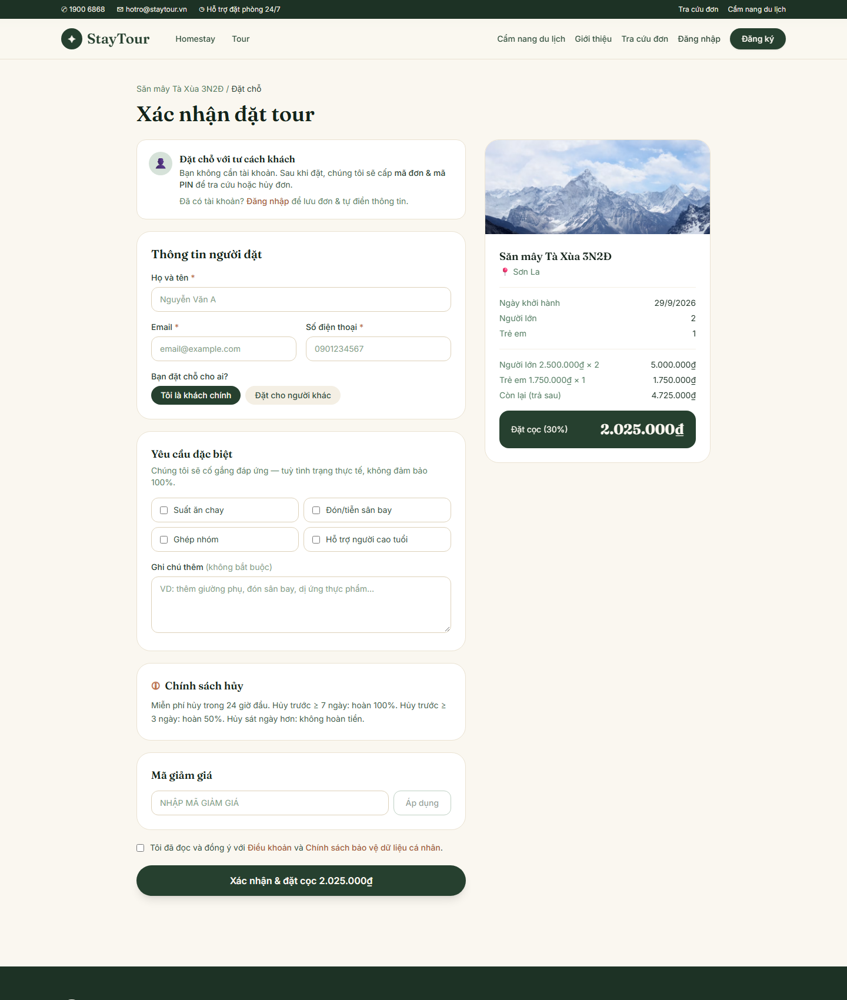 1900 6868
hotro@staytour.vn
Hỗ trợ đặt phòng 24/7
Tra cứu đơn
Cẩm nang du lịch
StayTour
Homestay
Tour
Cẩm nang du lịch
Giới thiệu
Tra cứu đơn
Đăng nhập
Đăng ký
Săn mây Tà Xùa 3N2Đ / Đặt chỗ
Xác nhận đặt tour
Đặt chỗ với tư cách khách
Bạn không cần tài khoản. Sau khi đặt, chúng tôi sẽ cấp mã đơn & mã
PIN để tra cứu hoặc hủy đơn.
Đã có tài khoản? Đăng nhập để lưu đơn & tự điền thông tin.
Thông tin người đặt
Họ và tên *
Nguyễn Văn A
Email *
Số điện thoại *
email@example.com
0901234567
Bạn đặt chỗ cho ai?
Tôi là khách chính
Đặt cho người khác
Yêu cầu đặc biệt
Chúng tôi sẽ cố gắng đáp ứng — tuỳ tình trạng thực tế, không đảm bảo
100%.
Suất ăn chay
Đón/tiễn sân bay
Ghép nhóm
Hỗ trợ người cao tuổi
Ghi chú thêm (không bắt buộc)
VD: thêm giường phụ, đón sân bay, dị ứng thực phẩm...
Chính sách hủy
Miễn phí hủy trong 24 giờ đầu. Hủy trước ≥ 7 ngày: hoàn 100%. Hủy trước ≥
3 ngày: hoàn 50%. Hủy sát ngày hơn: không hoàn tiền.
Mã giảm giá
NHẬP MÃ GIẢM GIÁ
Áp dụng
Tôi đã đọc và đồng ý với Điều khoản và Chính sách bảo vệ dữ liệu cá nhân.
Xác nhận & đặt cọc 2.025.000₫
Săn mây Tà Xùa 3N2Đ
Sơn La
Ngày khởi hành 29/9/2026
Người lớn 2
Trẻ em 1
Người lớn 2.500.000₫ × 2 5.000.000₫
Trẻ em 1.750.000₫ × 1 1.750.000₫
Còn lại (trả sau) 4.725.000₫
Đặt cọc (30%) 2.025.000₫